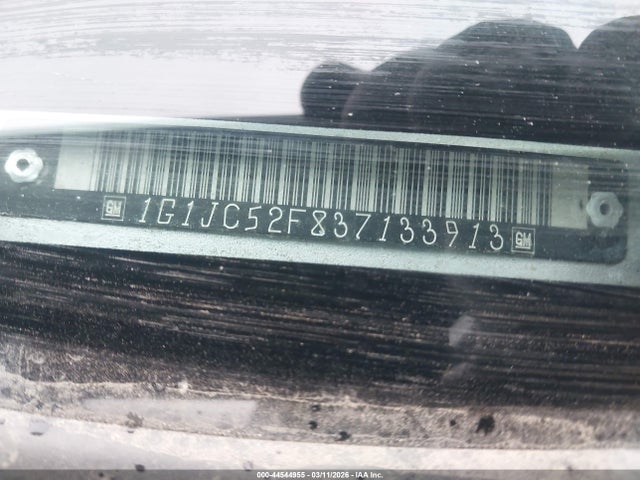 GM 1G1JC52F837133913 GM
000-44544955 - 03/11/2026 - IAA Inc.